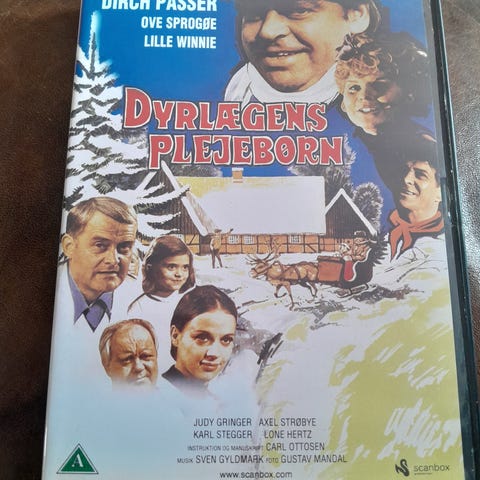 DIRCH PASSER
OVE SPROGØE
LILLE WINNIE
DYRLÆGENS
PLEJEBØRN
JUDY GRINGER AXEL STRØBYE
KARL STEGGER LONE HERTZ
INSTRUKTION OG MANUSKRIPT CARL OTTOSEN
MUSIK SVEN GYLDMARK FOTO GUSTAV MANDAL
www.scanbox.com
A
scanbox